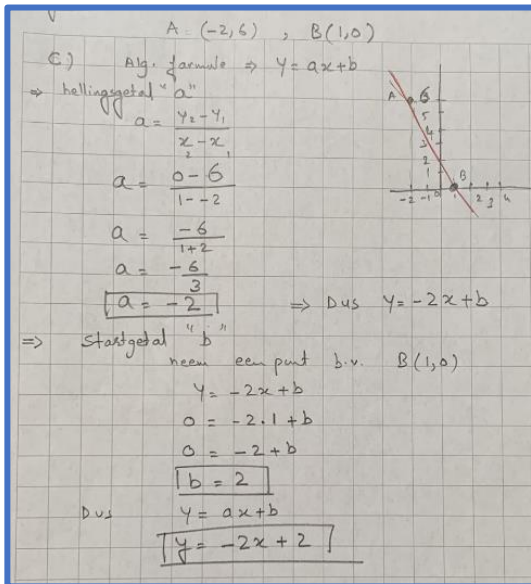 A = (-2,6) , B(1,0)
C.) Alg. formule ⇒ y = ax+b
⇒ hellingsgetal "a"
a = y₂ - y₁ / x₂ - x₁
a = 0 - 6 / 1 - -2
a = -6 / 1+2
a = -6 / 3
a = -2 ⇒ Dus y = -2x + b
⇒ Startgetal "b"
neem een punt b.v. B(1,0)
y = -2x + b
0 = -2·1 + b
0 = -2 + b
b = 2
Dus y = ax+b
y = -2x + 2
A 6
5
4
3
2
1 B
-2 -1 0 1 2 3 4